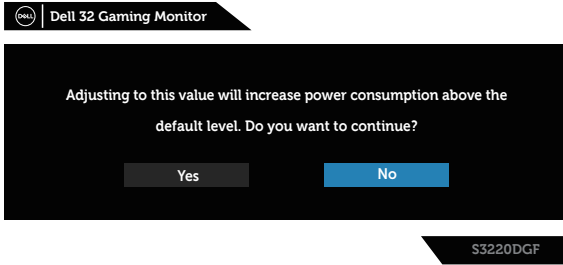 DELL
Dell 32 Gaming Monitor
Adjusting to this value will increase power consumption above the
default level. Do you want to continue?
Yes
No
S3220DGF